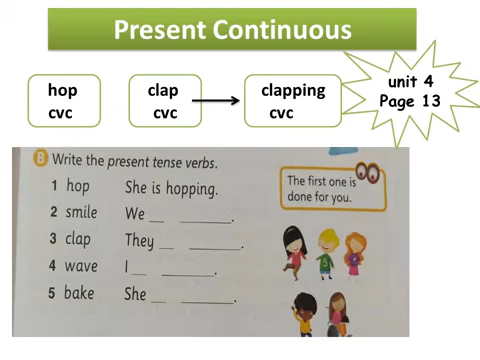 Present Continuous
hop
cvc
clap
cvc
clapping
cvc
unit 4
Page 13
B Write the present tense verbs.
The first one is
done for you.
1 hop She is hopping.
2 smile We __ ______.
3 clap They __ ______.
4 wave I __ ______.
5 bake She __ ______.
5